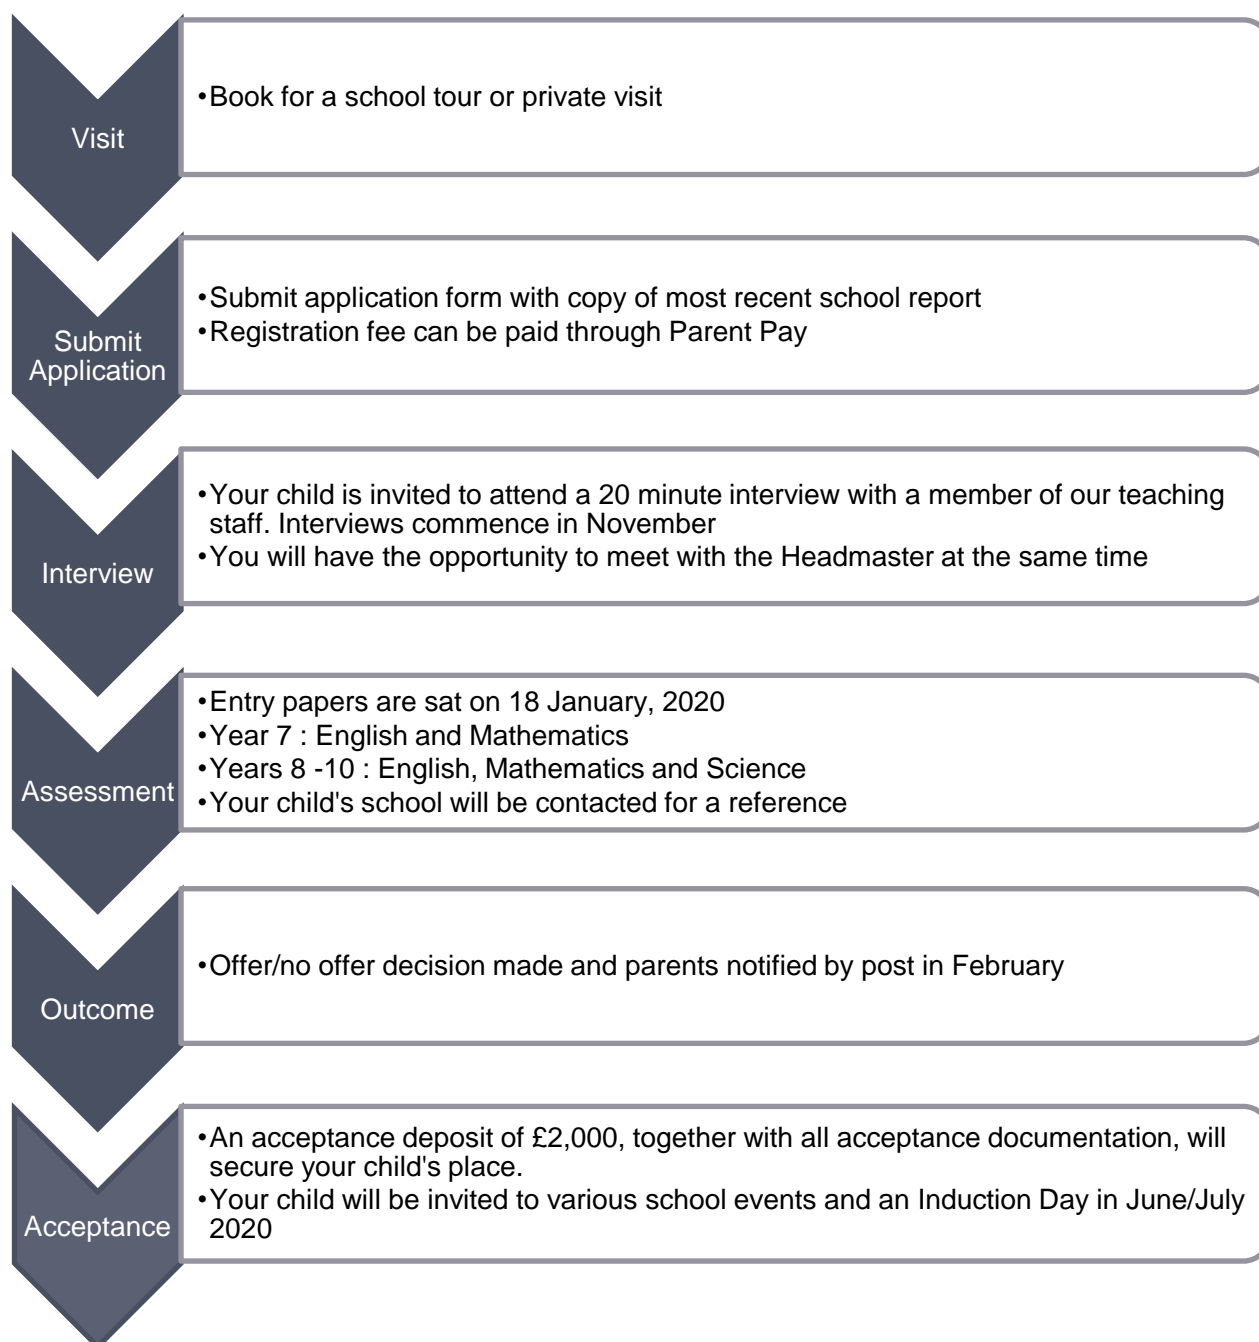 Visit
•Book for a school tour or private visit
Submit
Application
•Submit application form with copy of most recent school report
•Registration fee can be paid through Parent Pay
Interview
•Your child is invited to attend a 20 minute interview with a member of our teaching
staff. Interviews commence in November
•You will have the opportunity to meet with the Headmaster at the same time
Assessment
•Entry papers are sat on 18 January, 2020
•Year 7 : English and Mathematics
•Years 8 -10 : English, Mathematics and Science
•Your child's school will be contacted for a reference
Outcome
•Offer/no offer decision made and parents notified by post in February
Acceptance
•An acceptance deposit of £2,000, together with all acceptance documentation, will
secure your child's place.
•Your child will be invited to various school events and an Induction Day in June/July
2020